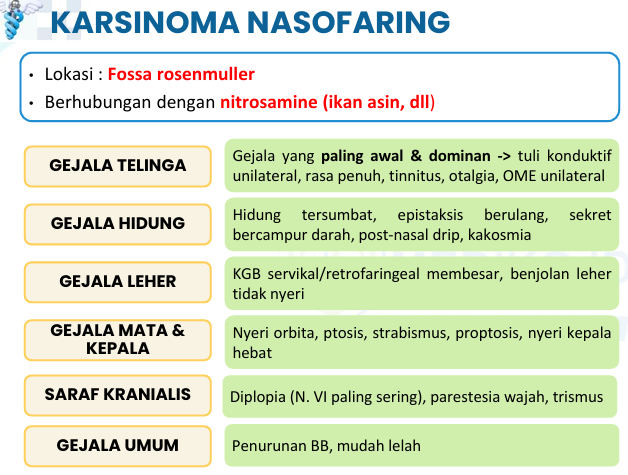 KARSINOMA NASOFARING
• Lokasi : Fossa rosenmuller
• Berhubungan dengan nitrosamine (ikan asin, dll)
GEJALA TELINGA
Gejala yang paling awal & dominan -> tuli konduktif
unilateral, rasa penuh, tinnitus, otalgia, OME unilateral
GEJALA HIDUNG
Hidung tersumbat, epistaksis berulang, sekret
bercampur darah, post-nasal drip, kakosmia
GEJALA LEHER
KGB servikal/retrofaringeal membesar, benjolan leher
tidak nyeri
GEJALA MATA &
KEPALA
Nyeri orbita, ptosis, strabismus, proptosis, nyeri kepala
hebat
SARAF KRANIALIS
Diplopia (N. VI paling sering), parestesia wajah, trismus
GEJALA UMUM
Penurunan BB, mudah lelah